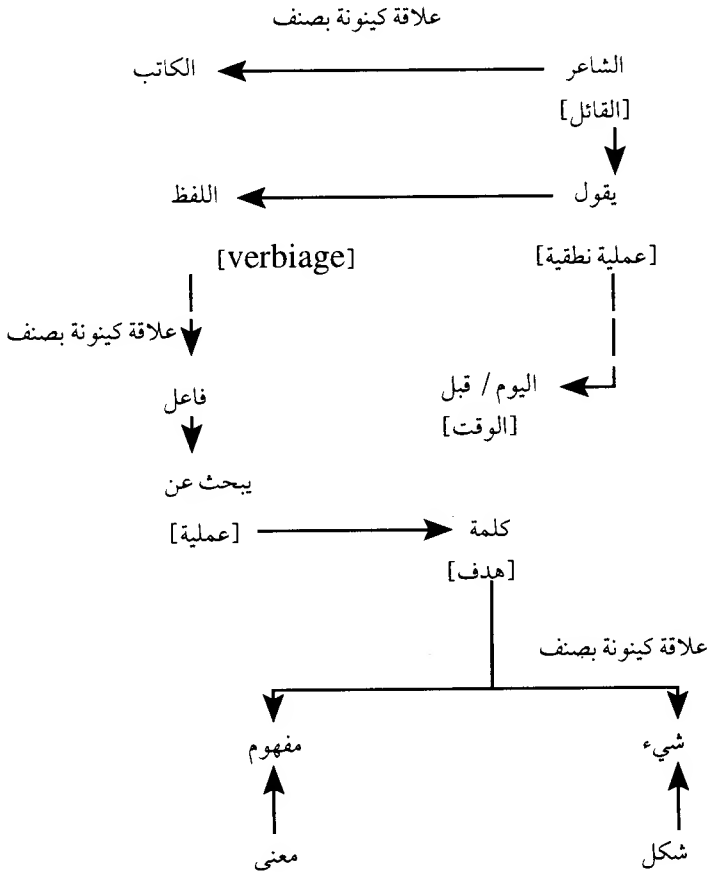 علاقة كينونة بصنف
الشاعر الكاتب
[القائل]
يقول اللفظ
[عملية نطقية] [verbiage]
علاقة كينونة بصنف
اليوم / قبل فاعل
[الوقت]
يبحث عن
كلمة [عملية]
[هدف]
علاقة كينونة بصنف
شيء مفهوم
شكل معنى